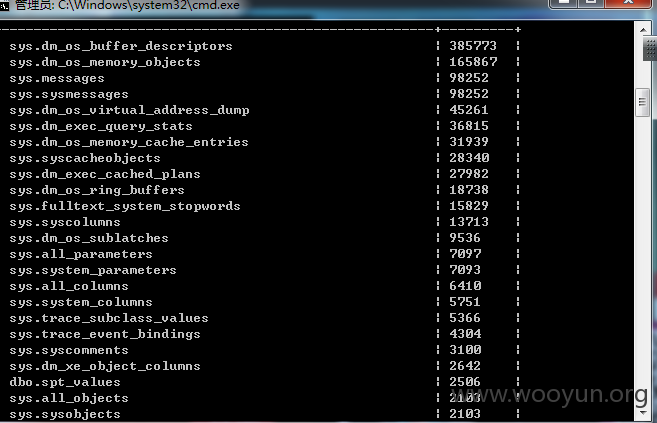 管理员: C:\Windows\system32\cmd.exe
sys.dm_os_buffer_descriptors | 385773 |
sys.dm_os_memory_objects | 165867 |
sys.messages | 98252 |
sys.sysmessages | 98252 |
sys.dm_os_virtual_address_dump | 45261 |
sys.dm_exec_query_stats | 36815 |
sys.dm_os_memory_cache_entries | 31939 |
sys.syscacheobjects | 28340 |
sys.dm_exec_cached_plans | 27982 |
sys.dm_os_ring_buffers | 18738 |
sys.fulltext_system_stopwords | 15829 |
sys.syscolumns | 13713 |
sys.dm_os_sublatches | 9536 |
sys.all_parameters | 7097 |
sys.system_parameters | 7093 |
sys.all_columns | 6410 |
sys.system_columns | 5751 |
sys.trace_subclass_values | 5366 |
sys.trace_event_bindings | 4304 |
sys.syscomments | 3100 |
sys.dm_xe_object_columns | 2642 |
dbo.spt_values | 2506 |
sys.all_objects | 2103 |
sys.sysobjects | 2103 |
www.wooyun.org